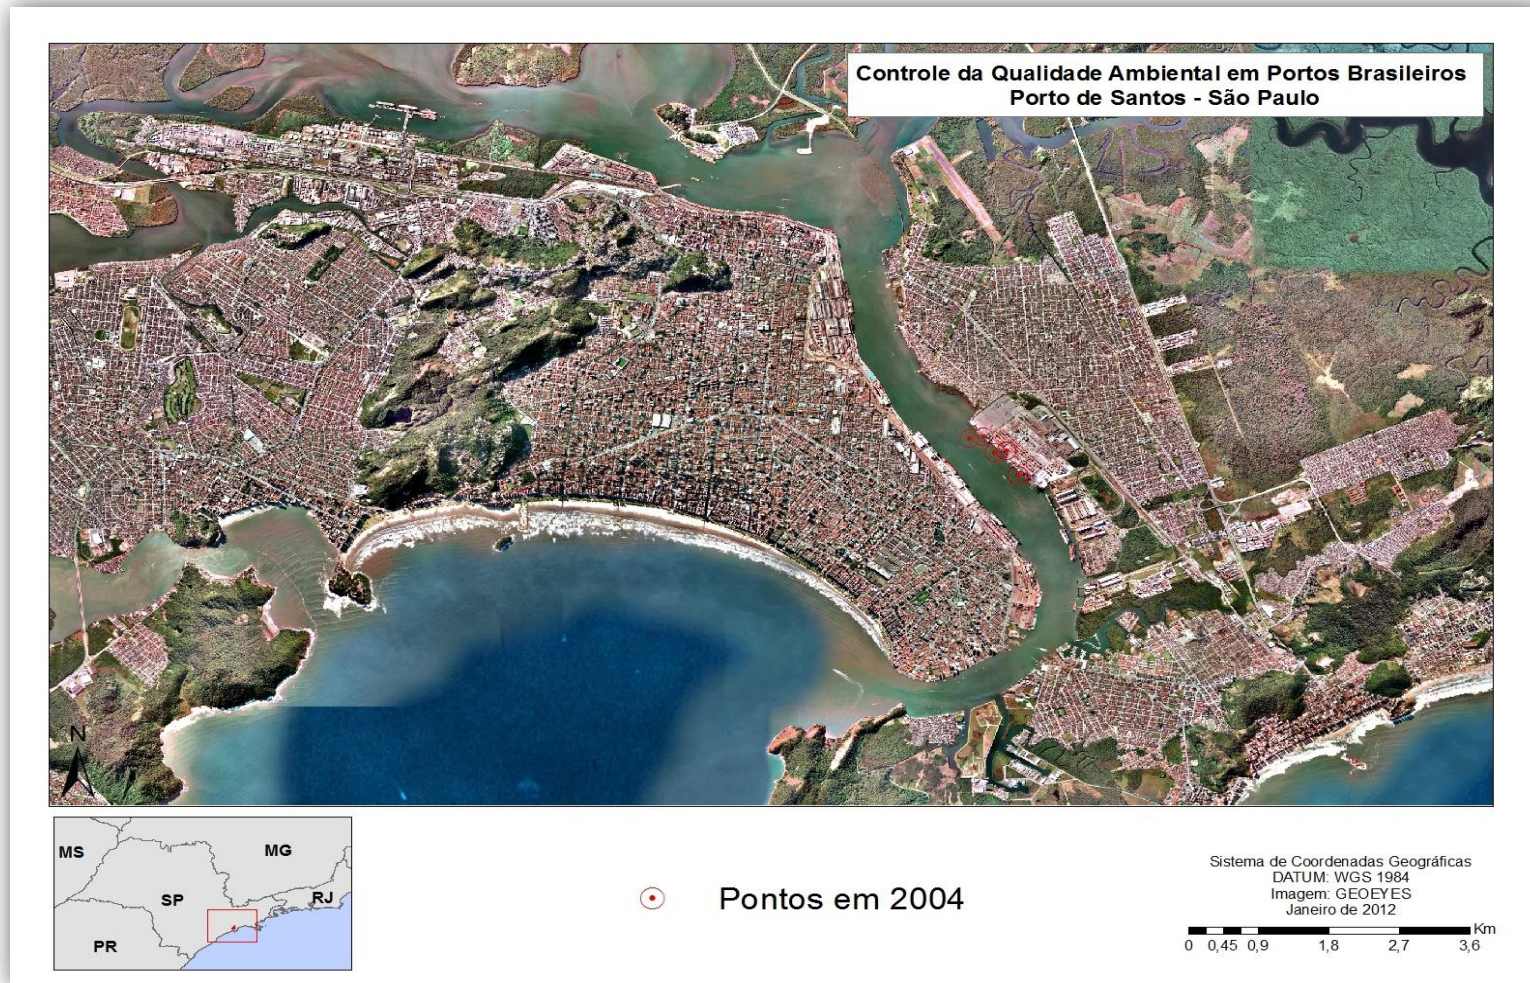 Controle da Qualidade Ambiental em Portos Brasileiros
Porto de Santos - São Paulo
N
MS
MG
SP
RJ
PR
Pontos em 2004
Sistema de Coordenadas Geográficas
DATUM: WGS 1984
Imagem: GEOEYES
Janeiro de 2012
Km
0 0,45 0,9 1,8 2,7 3,6